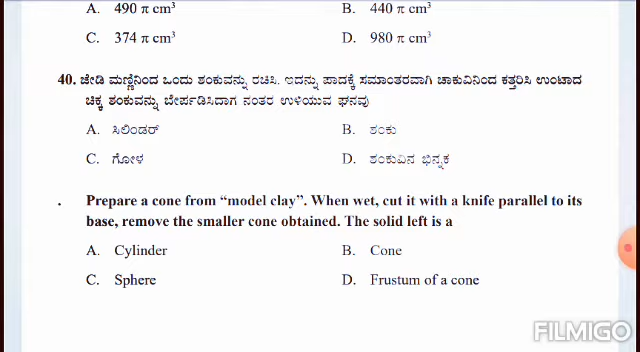 A. 490 π cm³ B. 440 π cm³
C. 374 π cm³ D. 980 π cm³
40. ಜೇಡಿ ಮಣ್ಣಿನಿಂದ ಒಂದು ಶಂಕುವನ್ನು ರಚಿಸಿ. ಇದನ್ನು ಪಾದಕ್ಕೆ ಸಮಾಂತರವಾಗಿ ಚಾಕುವಿನಿಂದ ಕತ್ತರಿಸಿ ಉಂಟಾದ
ಚಿಕ್ಕ ಶಂಕುವನ್ನು ಬೇರ್ಪಡಿಸಿದಾಗ ನಂತರ ಉಳಿಯುವ ಘನವು
A. ಸಿಲಿಂಡರ್ B. ಶಂಕು
C. ಗೋಳ D. ಶಂಕುವಿನ ಭಿನ್ನಕ
. Prepare a cone from “model clay”. When wet, cut it with a knife parallel to its
base, remove the smaller cone obtained. The solid left is a
A. Cylinder B. Cone
C. Sphere D. Frustum of a cone
FILMIGO